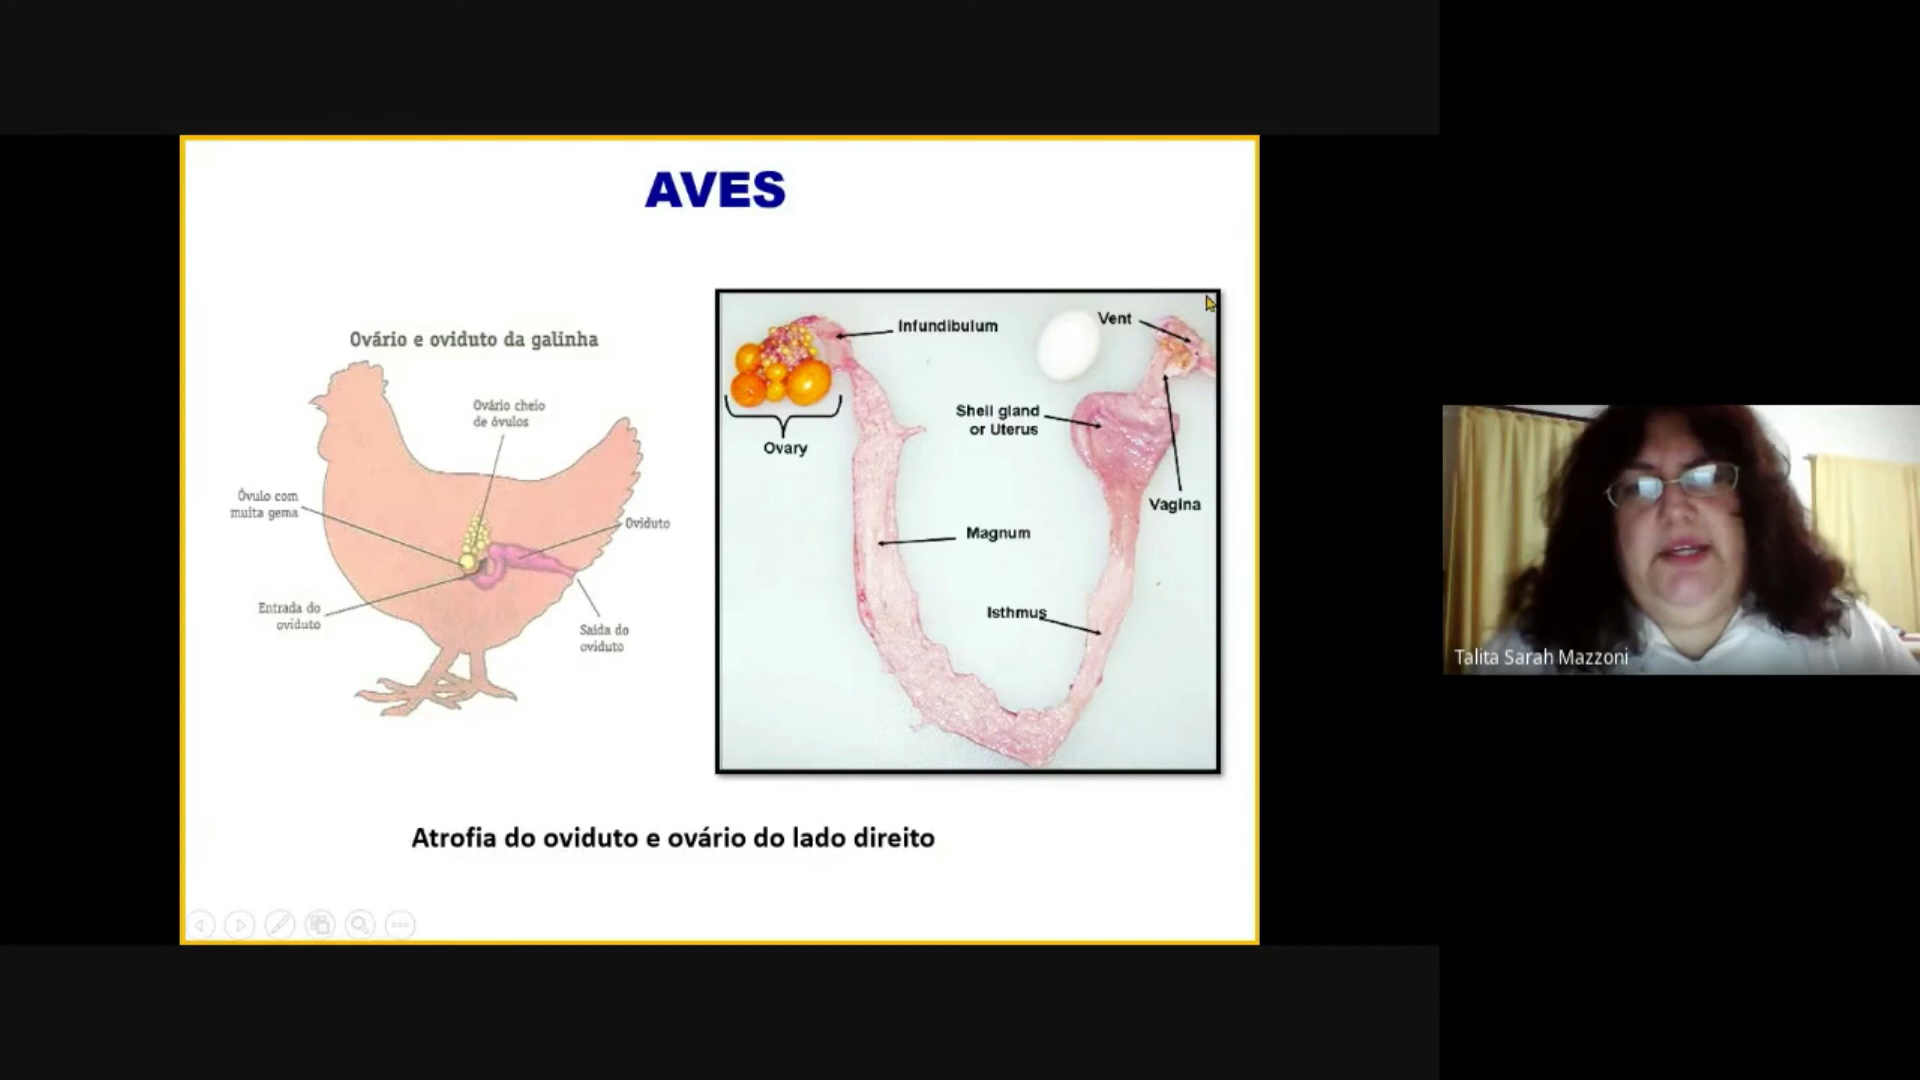 AVES
Ovário e oviduto da galinha
Ovário cheio
de óvulos
Óvulo com
muita gema
Oviduto
Entrada do
oviduto
Saída do
oviduto
Infundibulum
Vent
Shell gland
or Uterus
Ovary
Vagina
Magnum
Isthmus
Atrofia do oviduto e ovário do lado direito
Talita Sarah Mazzoni